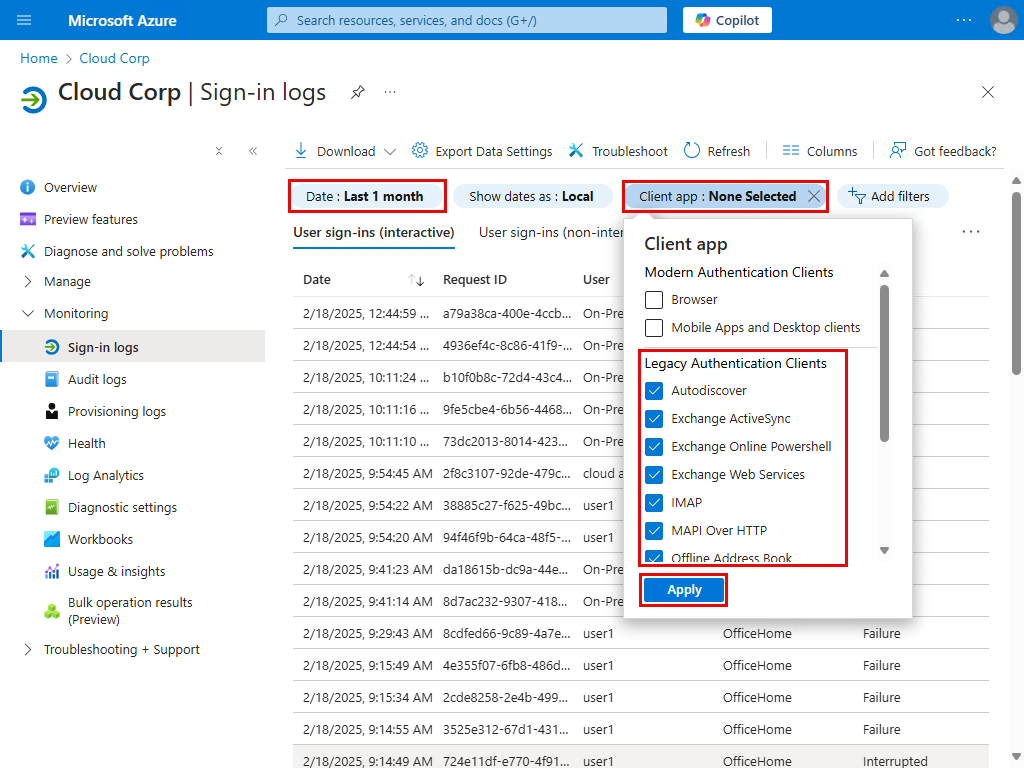 Microsoft Azure
Search resources, services, and docs (G+/)
Copilot
Home > Cloud Corp
Cloud Corp | Sign-in logs
Download
Export Data Settings
Troubleshoot
Refresh
Columns
Got feedback?
Overview
Preview features
Diagnose and solve problems
Manage
Monitoring
Sign-in logs
Audit logs
Provisioning logs
Health
Log Analytics
Diagnostic settings
Workbooks
Usage & insights
Bulk operation results
(Preview)
Troubleshooting + Support
Date : Last 1 month
Show dates as : Local
Client app : None Selected
Add filters
User sign-ins (interactive)
User sign-ins (non-inter
Date Request ID User
2/18/2025, 12:44:59 ... a79a38ca-400e-4ccb... On-Pre
2/18/2025, 12:44:54 ... 4936ef4c-8c86-41f9-... On-Pre
2/18/2025, 10:11:24 ... b10f0b8c-72d4-43c4... On-Pre
2/18/2025, 10:11:16 ... 9fe5cbe4-6b56-4468... On-Pre
2/18/2025, 10:11:10 ... 73dc2013-8014-423... On-Pre
2/18/2025, 9:54:45 AM 2f8c3107-92de-479c... cloud a
2/18/2025, 9:54:22 AM 38885c27-f625-49bc... user1
2/18/2025, 9:54:20 AM 94f46f9b-64ca-48f5-... user1
2/18/2025, 9:41:23 AM da18615b-dc9a-44e... On-Pre
2/18/2025, 9:41:14 AM 8d7ac232-9307-418... On-Pre
2/18/2025, 9:29:43 AM 8cdfed66-9c89-4a7e... user1 OfficeHome Failure
2/18/2025, 9:15:49 AM 4e355f07-6fb8-486d... user1 OfficeHome Failure
2/18/2025, 9:15:34 AM 2cde8258-2e4b-499... user1 OfficeHome Failure
2/18/2025, 9:14:55 AM 3525e312-67d1-431... user1 OfficeHome Failure
2/18/2025, 9:14:49 AM 724e11df-e770-4f91... user1 OfficeHome Interrupted
Client app
Modern Authentication Clients
Browser
Mobile Apps and Desktop clients
Legacy Authentication Clients
Autodiscover
Exchange ActiveSync
Exchange Online Powershell
Exchange Web Services
IMAP
MAPI Over HTTP
Offline Address Book
Apply